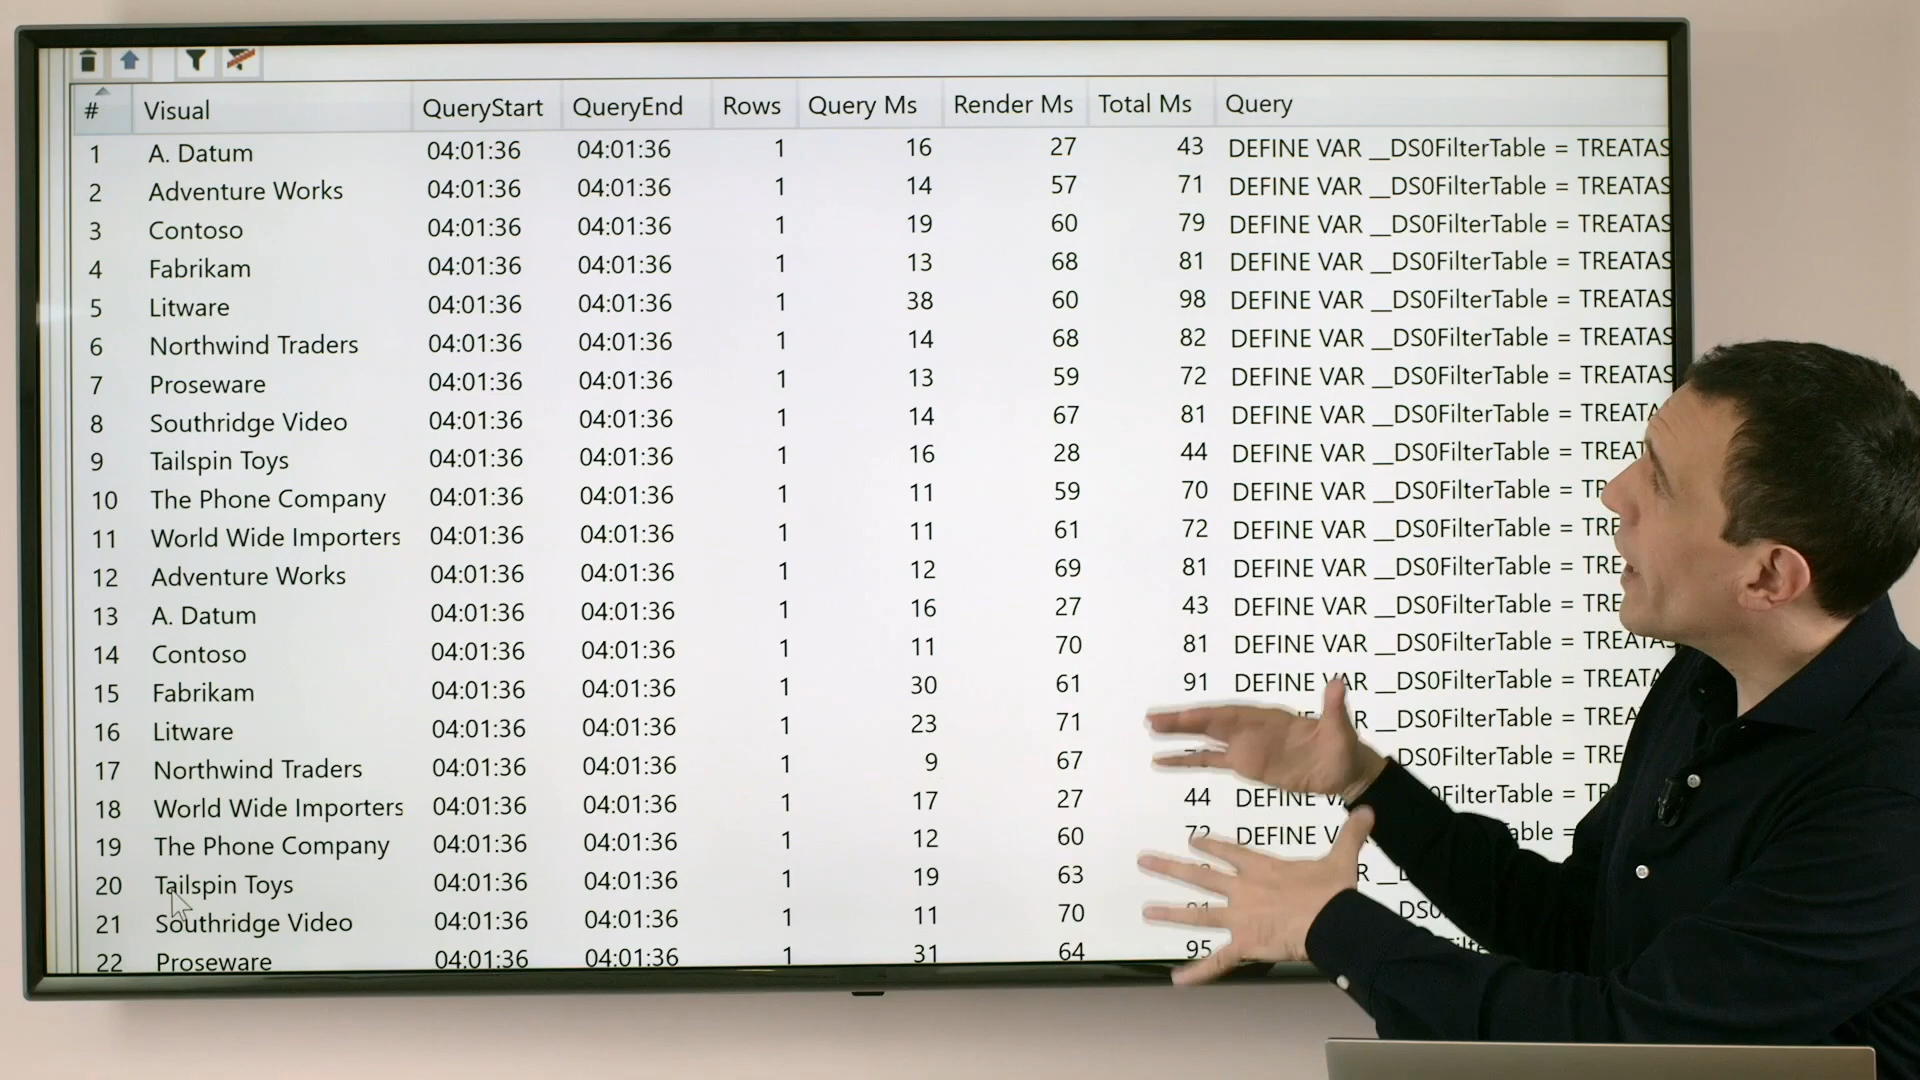 # Visual QueryStart QueryEnd Rows Query Ms Render Ms Total Ms Query
1 A. Datum 04:01:36 04:01:36 1 16 27 43 DEFINE VAR __DS0FilterTable = TREATAS
2 Adventure Works 04:01:36 04:01:36 1 14 57 71 DEFINE VAR __DS0FilterTable = TREATAS
3 Contoso 04:01:36 04:01:36 1 19 60 79 DEFINE VAR __DS0FilterTable = TREATAS
4 Fabrikam 04:01:36 04:01:36 1 13 68 81 DEFINE VAR __DS0FilterTable = TREATAS
5 Litware 04:01:36 04:01:36 1 38 60 98 DEFINE VAR __DS0FilterTable = TREATAS
6 Northwind Traders 04:01:36 04:01:36 1 14 68 82 DEFINE VAR __DS0FilterTable = TREATAS
7 Proseware 04:01:36 04:01:36 1 13 59 72 DEFINE VAR __DS0FilterTable = TREATAS
8 Southridge Video 04:01:36 04:01:36 1 14 67 81 DEFINE VAR __DS0FilterTable = TREATA
9 Tailspin Toys 04:01:36 04:01:36 1 16 28 44 DEFINE VAR __DS0FilterTable = TREAT
10 The Phone Company 04:01:36 04:01:36 1 11 59 70 DEFINE VAR __DS0FilterTable =
11 World Wide Importers 04:01:36 04:01:36 1 11 61 72 DEFINE VAR __DS0FilterTable = TRE
12 Adventure Works 04:01:36 04:01:36 1 12 69 81 DEFINE VAR __DS0FilterTable = TRE
13 A. Datum 04:01:36 04:01:36 1 16 27 43 DEFINE VAR __DS0FilterTable = TRE
14 Contoso 04:01:36 04:01:36 1 11 70 81 DEFINE VAR __DS0FilterTable = TREATAS
15 Fabrikam 04:01:36 04:01:36 1 30 61 91 DEFINE VAR __DS0FilterTable = TREATA
16 Litware 04:01:36 04:01:36 1 23 71 __DS0FilterTable = TREA
17 Northwind Traders 04:01:36 04:01:36 1 9 67 __DS0FilterTable = TREA
18 World Wide Importers 04:01:36 04:01:36 1 17 27 44 DEFINE =
19 The Phone Company 04:01:36 04:01:36 1 12 60 72 DEFINE =
20 Tailspin Toys 04:01:36 04:01:36 1 19 63
21 Southridge Video 04:01:36 04:01:36 1 11 70
22 Proseware 04:01:36 04:01:36 1 31 64 95